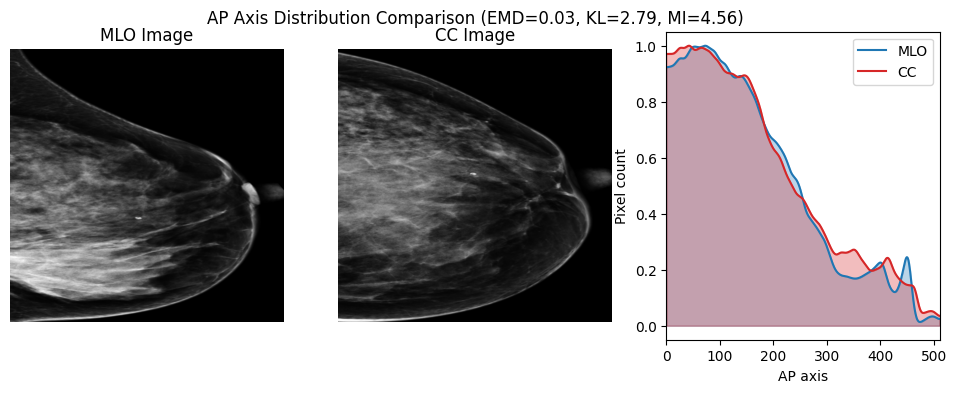 AP Axis Distribution Comparison (EMD=0.03, KL=2.79, MI=4.56)
MLO Image
CC Image
MLO
CC
Pixel count
1.0
0.8
0.6
0.4
0.2
0.0
0 100 200 300 400 500
AP axis